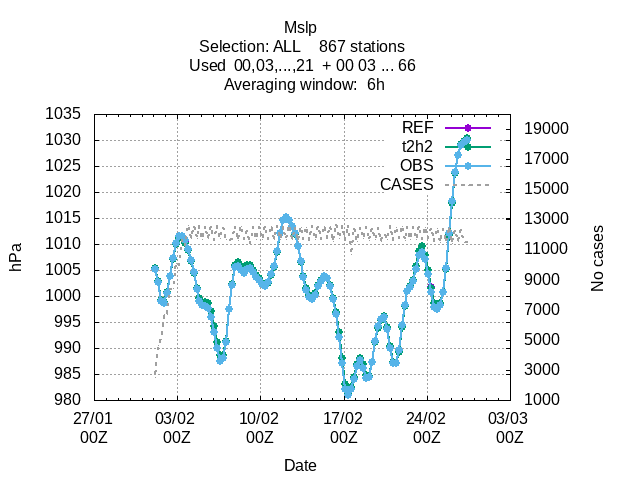 Mslp
Selection: ALL 867 stations
Used 00,03,...,21 + 00 03 ... 66
Averaging window: 6h
1035
1030
1025
1020
1015
1010
1005
1000
995
990
985
980
hPa
REF
t2h2
OBS
CASES
19000
17000
15000
13000
11000
9000
7000
5000
3000
1000
No cases
27/01 03/02 10/02 17/02 24/02 03/03
00Z 00Z 00Z 00Z 00Z 00Z
Date